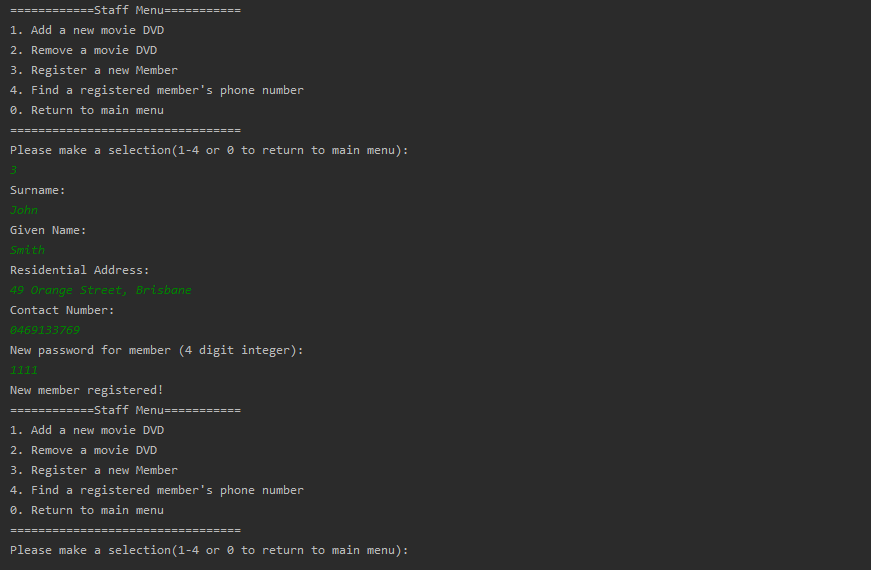 ============Staff Menu===========
1. Add a new movie DVD
2. Remove a movie DVD
3. Register a new Member
4. Find a registered member's phone number
0. Return to main menu
=================================
Please make a selection(1-4 or 0 to return to main menu):
3
Surname:
John
Given Name:
Smith
Residential Address:
49 Orange Street, Brisbane
Contact Number:
0469133769
New password for member (4 digit integer):
1111
New member registered!
============Staff Menu===========
1. Add a new movie DVD
2. Remove a movie DVD
3. Register a new Member
4. Find a registered member's phone number
0. Return to main menu
=================================
Please make a selection(1-4 or 0 to return to main menu):